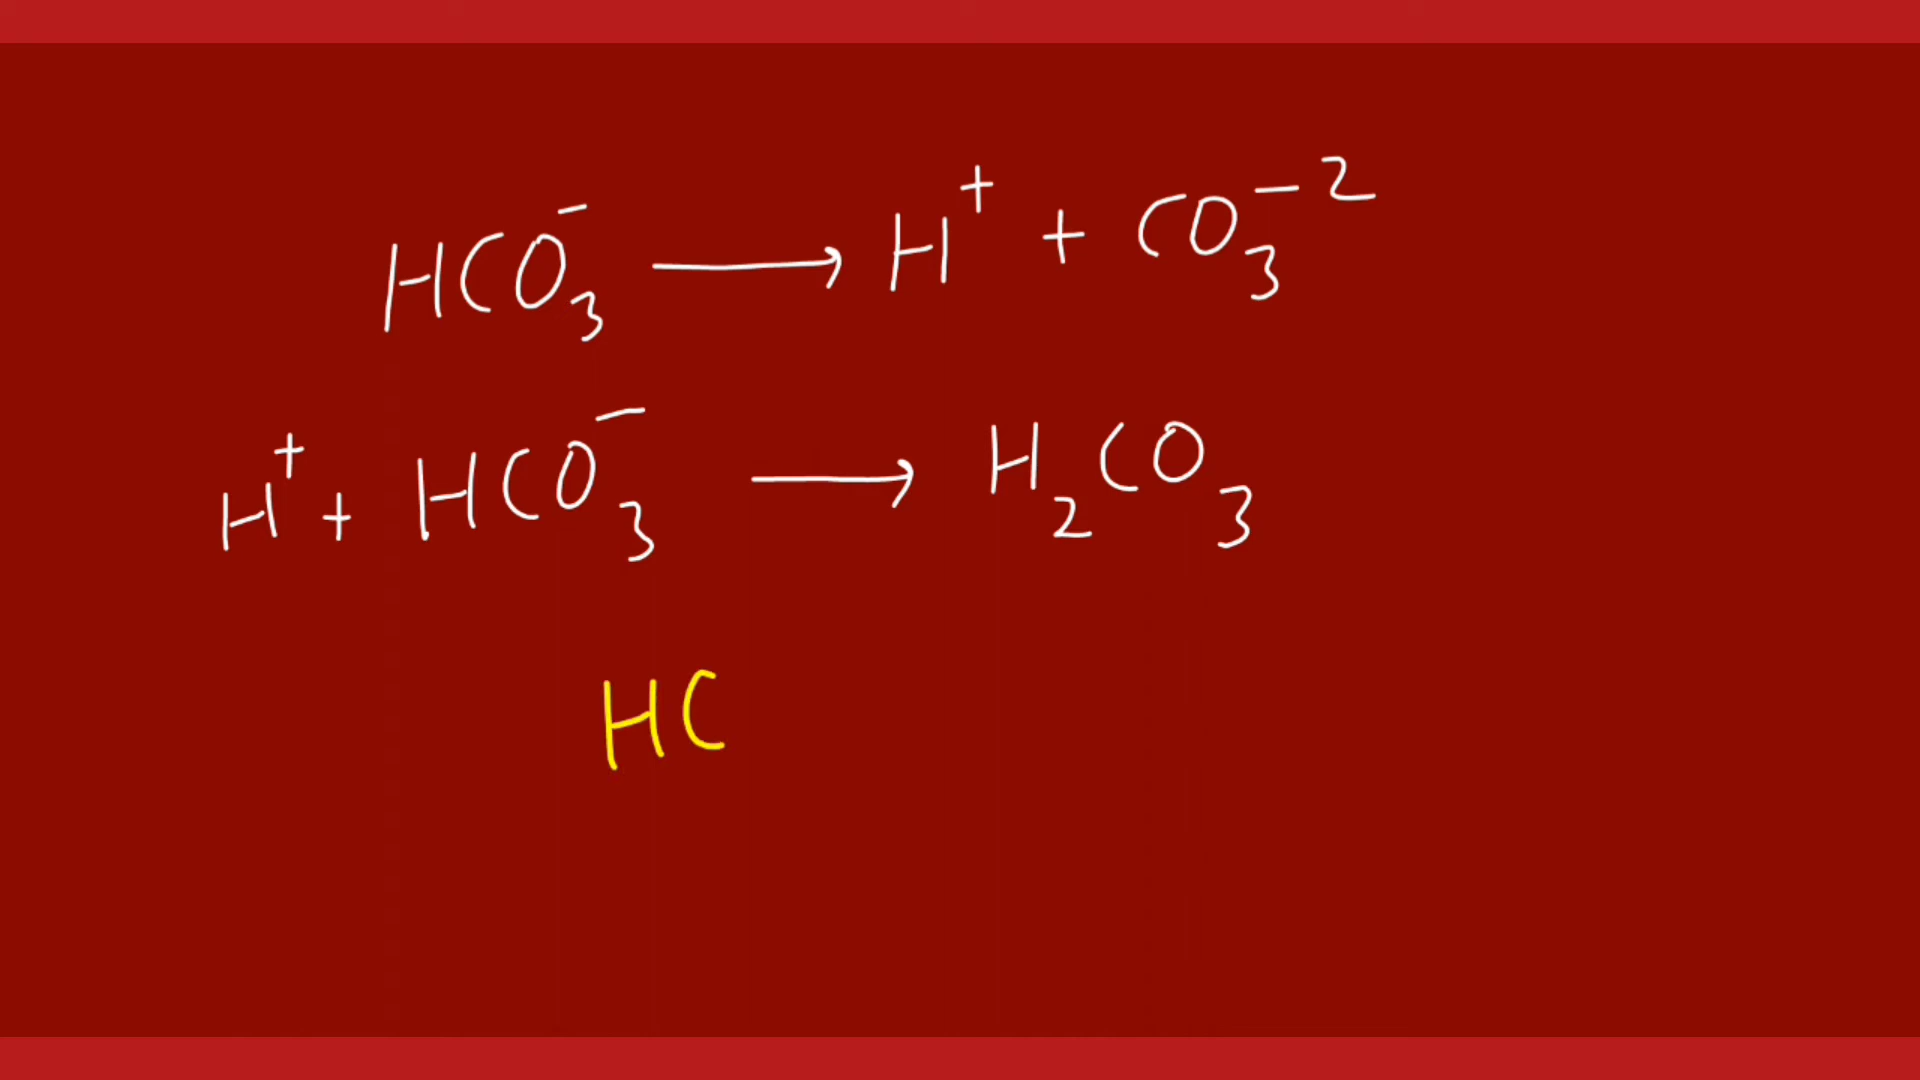 HCO₃⁻ ⟶ H⁺ + CO₃⁻²
H⁺ + HCO₃⁻ ⟶ H₂CO₃
HC